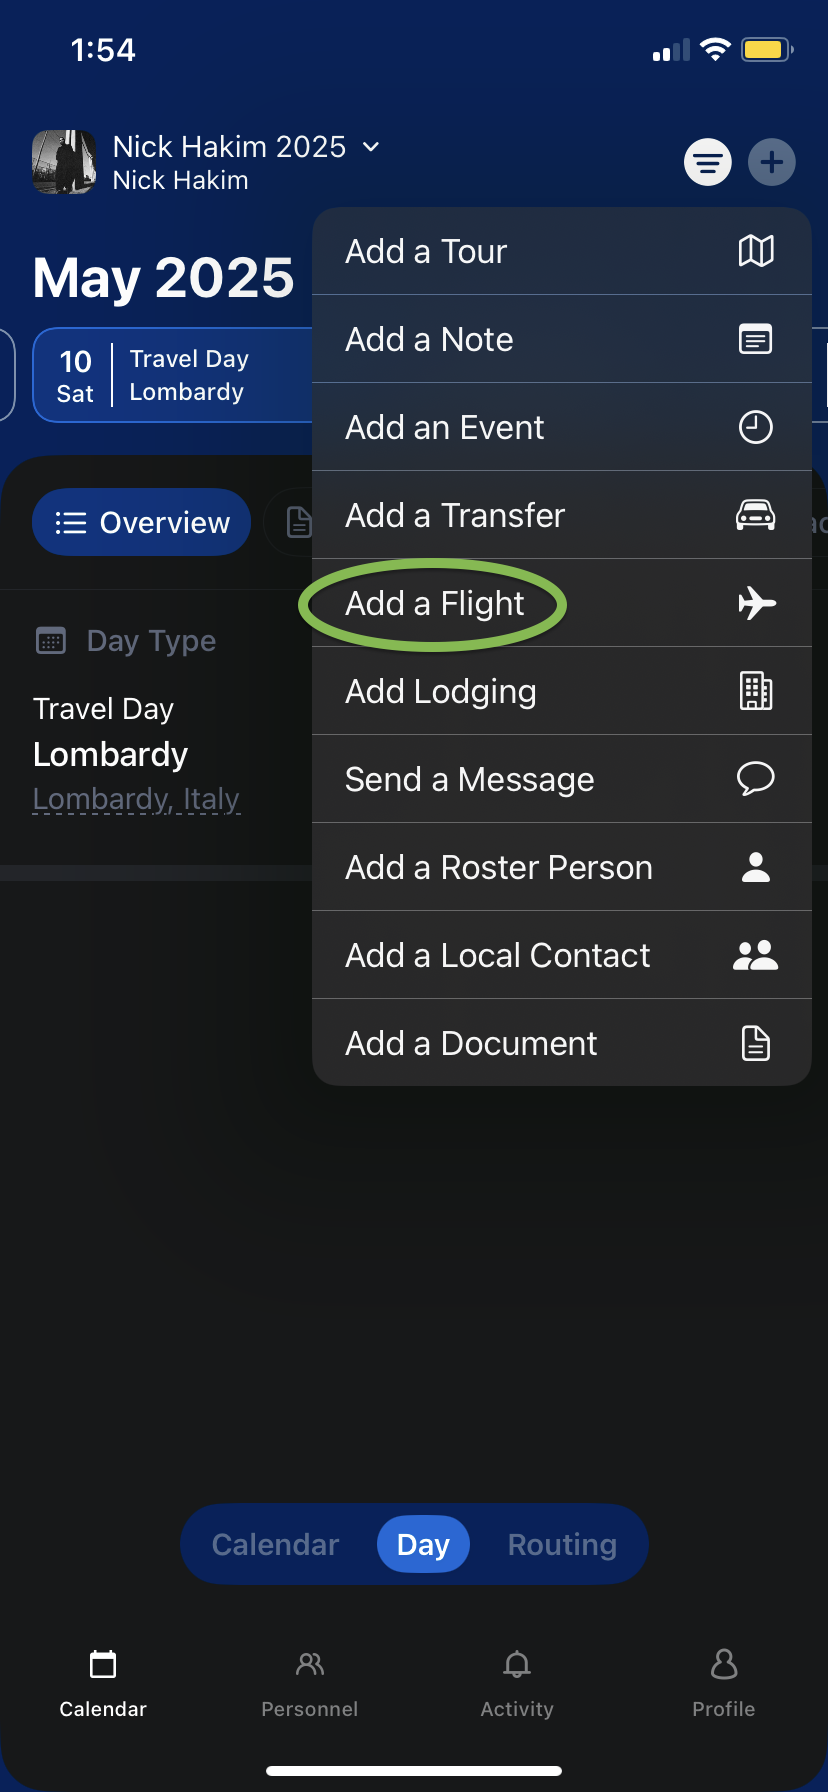 1:54
Nick Hakim 2025
Nick Hakim
May 2025
10
Sat
Travel Day
Lombardy
Add a Tour
Add a Note
Add an Event
Add a Transfer
Add a Flight
Add Lodging
Send a Message
Add a Roster Person
Add a Local Contact
Add a Document
Overview
Day Type
Travel Day
Lombardy
Lombardy, Italy
Calendar
Day
Routing
Calendar
Personnel
Activity
Profile